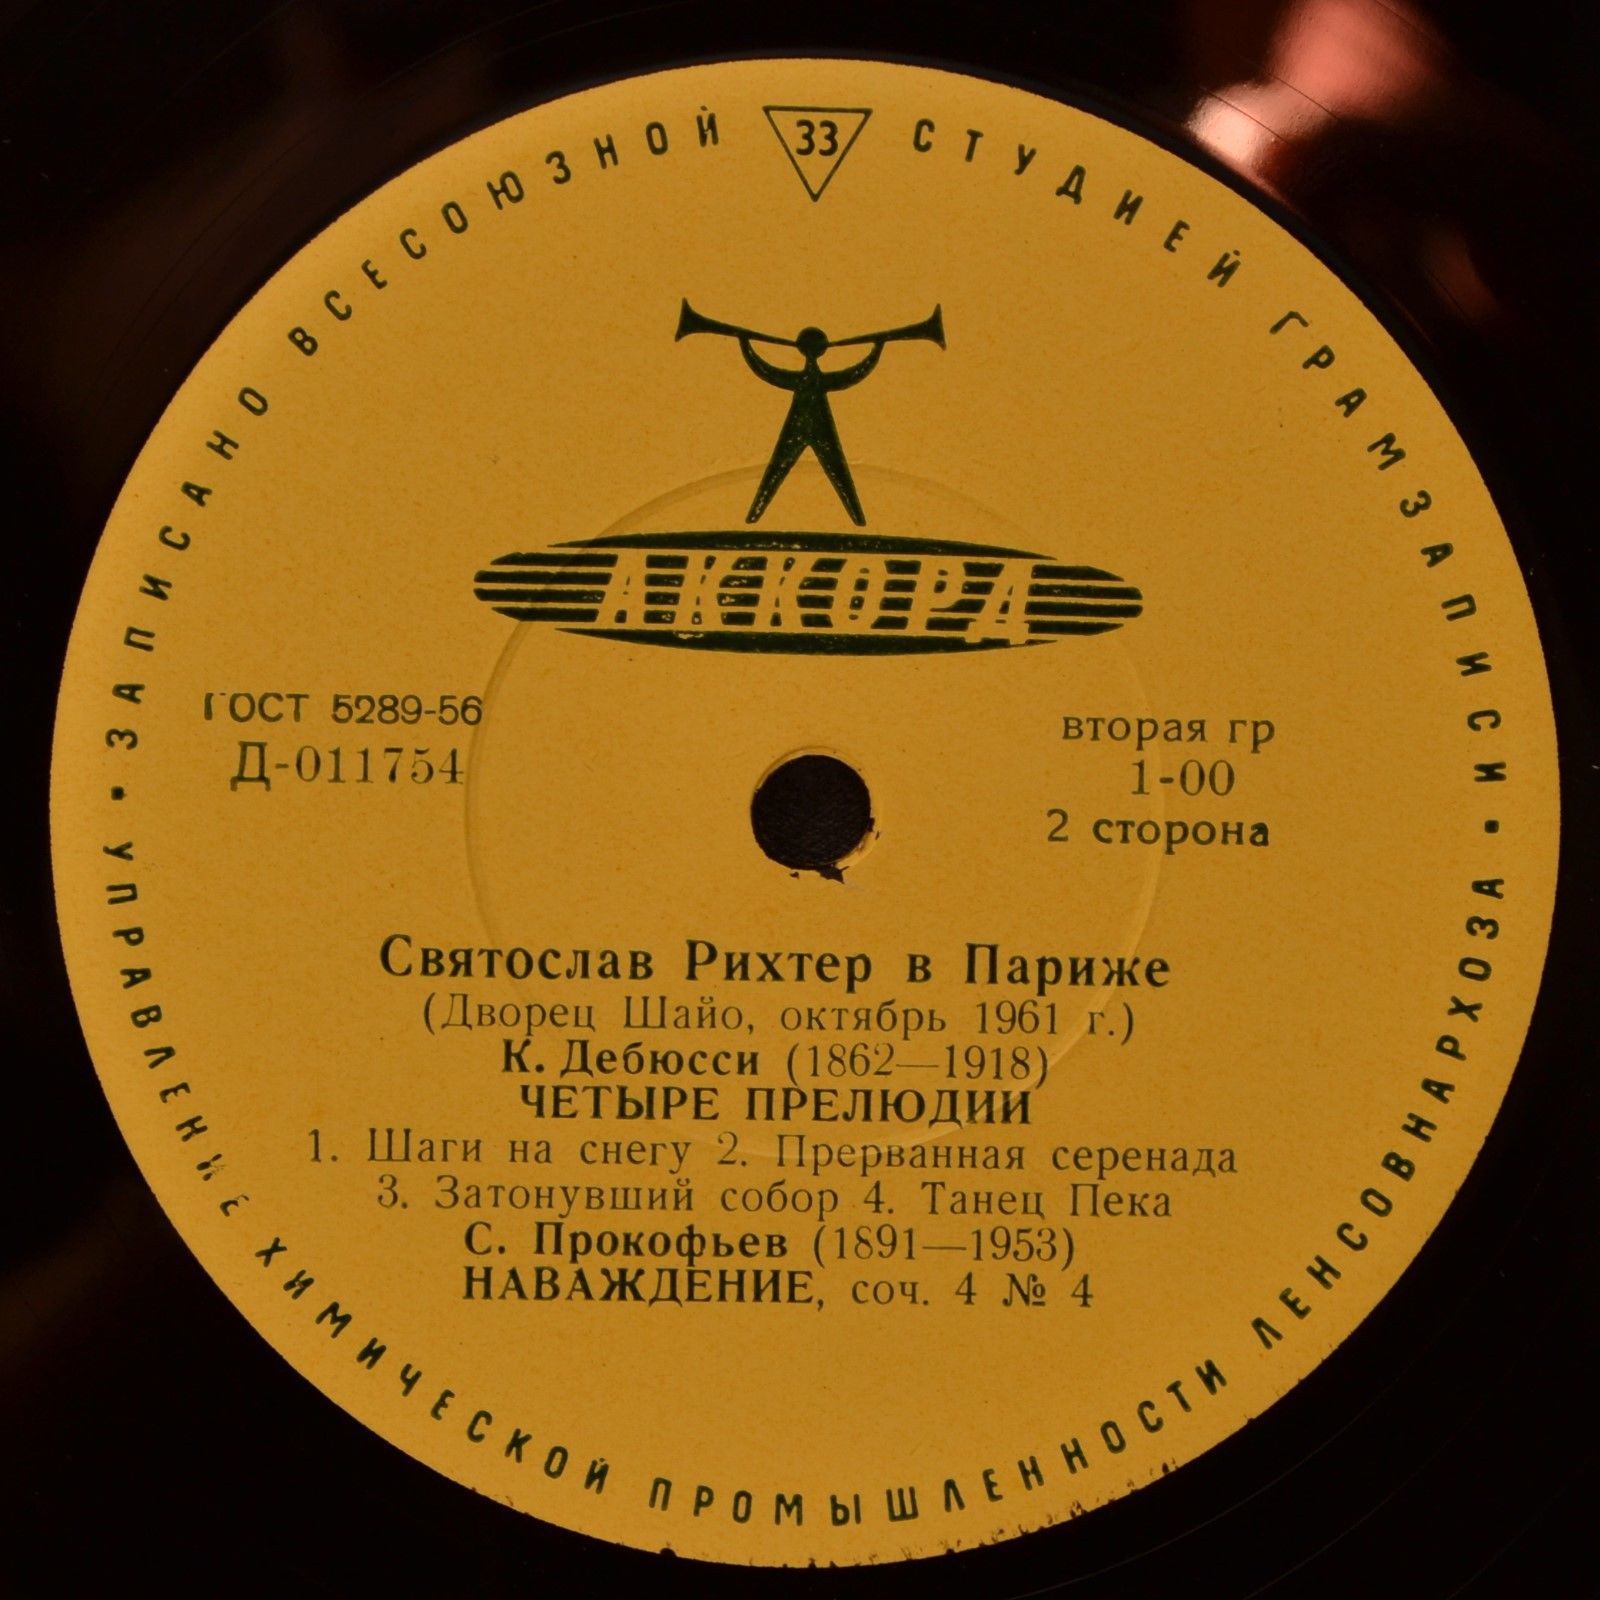 ЗАПИСАНО ВСЕСОЮЗНОЙ 33 СТУДИЕЙ ГРАМЗАПИСИ •
АККОРД
ГОСТ 5289-56
Д-011754
вторая гр
1-00
2 сторона
Святослав Рихтер в Париже
(Дворец Шайо, октябрь 1961 г.)
К. Дебюсси (1862—1918)
ЧЕТЫРЕ ПРЕЛЮДИИ
1. Шаги на снегу 2. Прерванная серенада
3. Затонувший собор 4. Танец Пека
С. Прокофьев (1891—1953)
НАВАЖДЕНИЕ, соч. 4 № 4
УПРАВЛЕНИЕ ХИМИЧЕСКОЙ ПРОМЫШЛЕННОСТИ ЛЕНСОВНАРХОЗА •